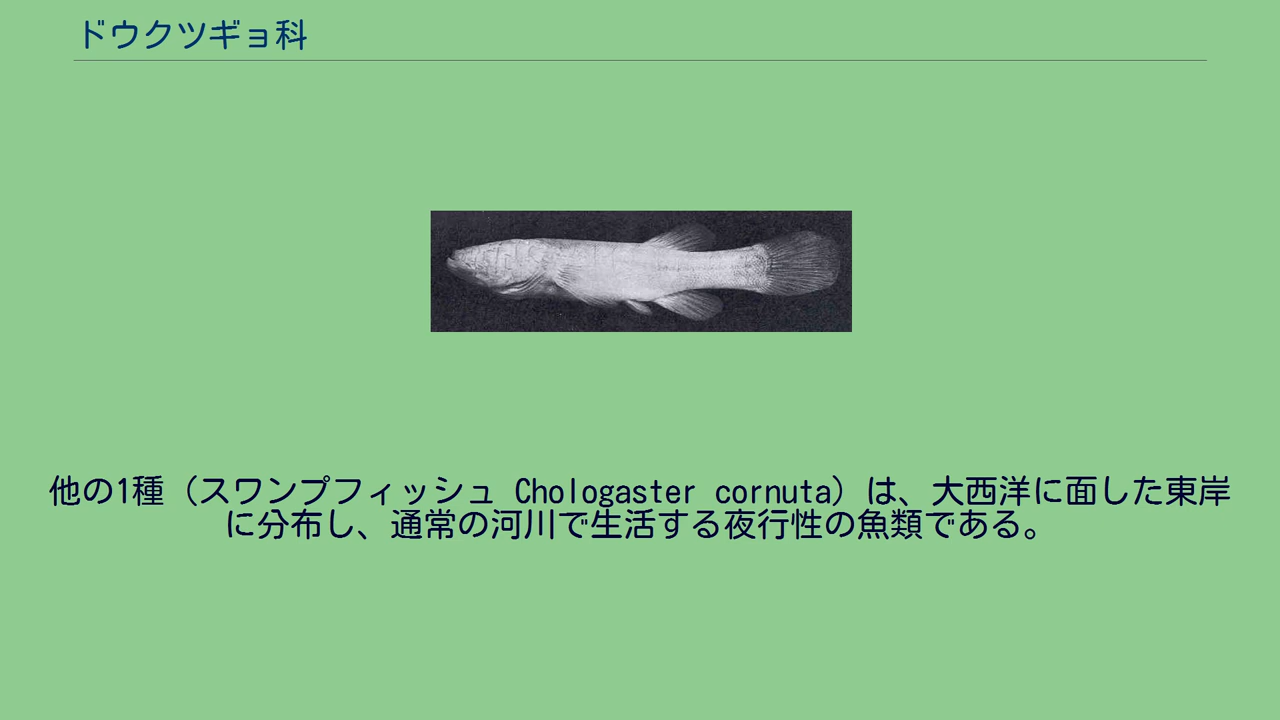 ドウクツギョ科
他の1種（スワンプフィッシュ Chologaster cornuta）は、大西洋に面した東岸
に分布し、通常の河川で生活する夜行性の魚類である。